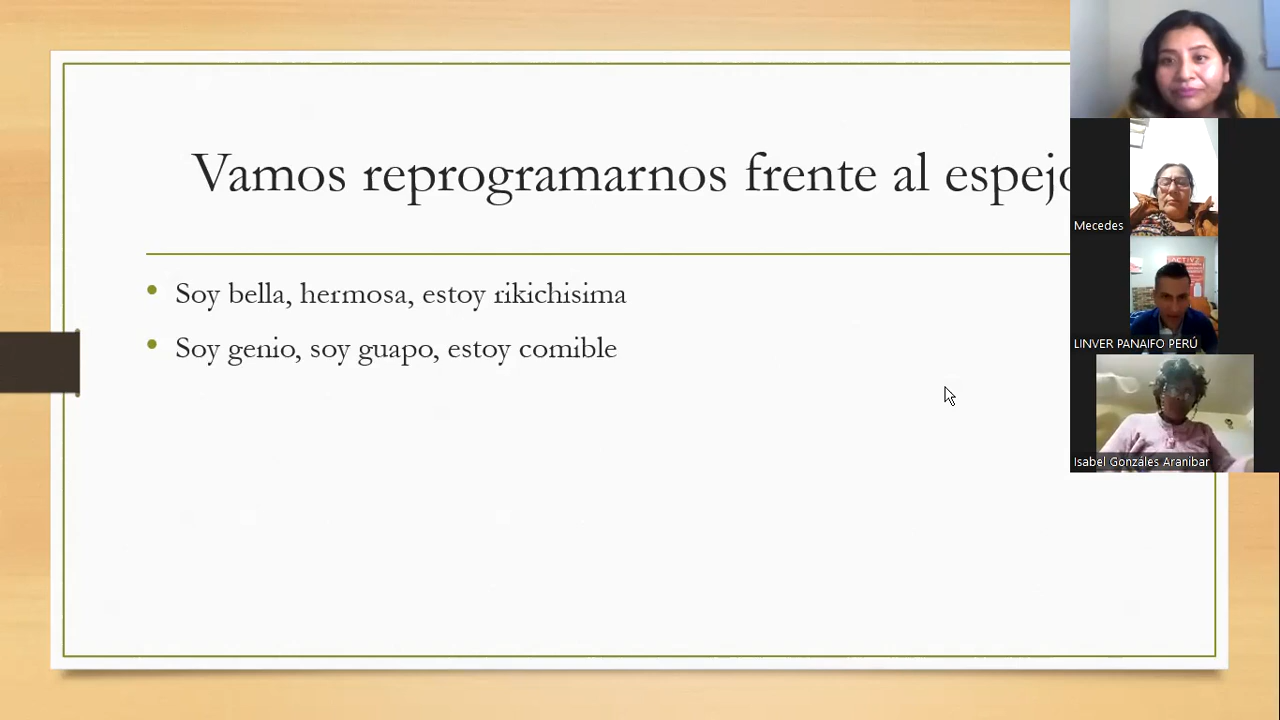 Vamos reprogramarnos frente al espejo
Soy bella, hermosa, estoy rikichisima
Soy genio, soy guapo, estoy comible
Mecedes
ACTIV2
LINVER PANAIFO PERÚ
Isabel Gonzáles Aranibar